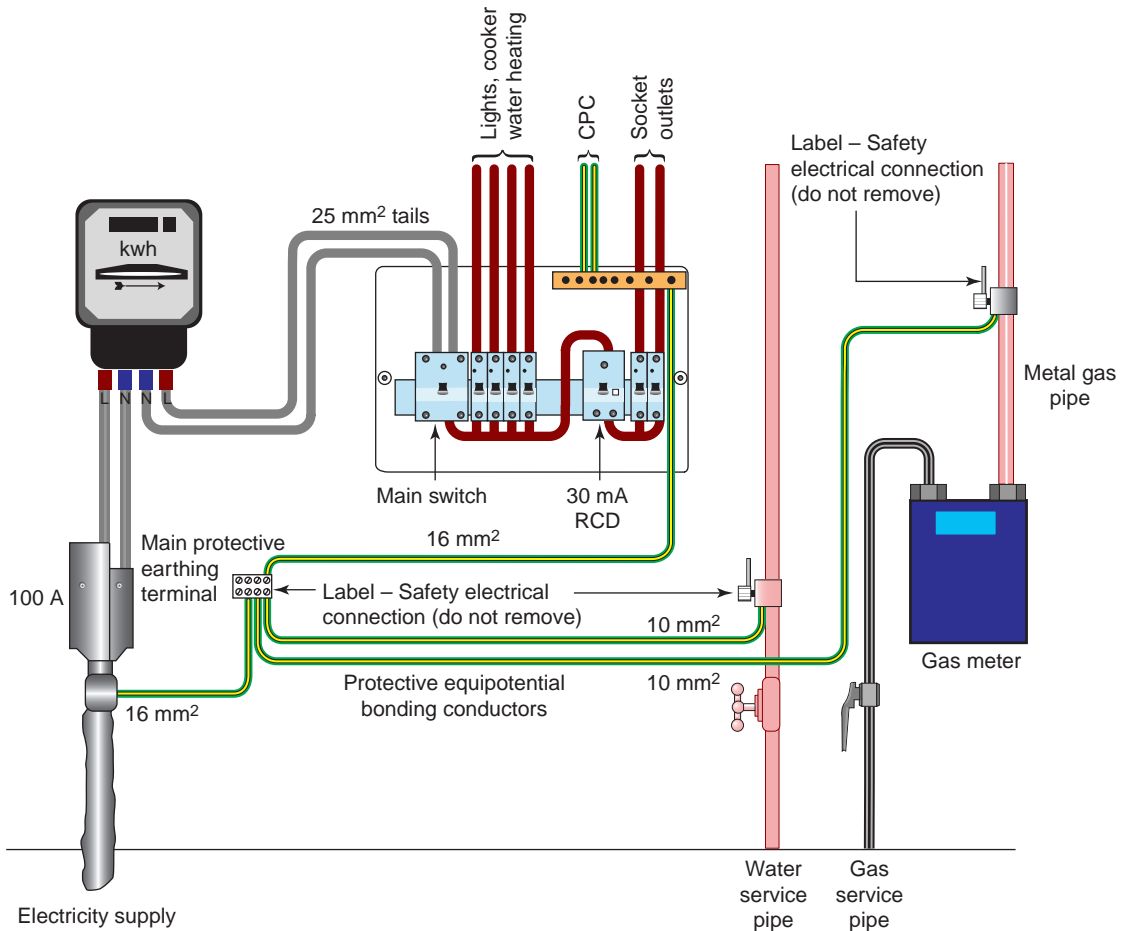 Lights, cooker
water heating
CPC
Socket
outlets
Label – Safety
electrical connection
(do not remove)
25 mm² tails
kwh
L N N L
Metal gas
pipe
Main switch
30 mA
RCD
16 mm²
Main protective
earthing
terminal
100 A
Label – Safety electrical
connection (do not remove)
10 mm²
Gas meter
10 mm²
Protective equipotential
bonding conductors
16 mm²
Water
service
pipe
Gas
service
pipe
Electricity supply